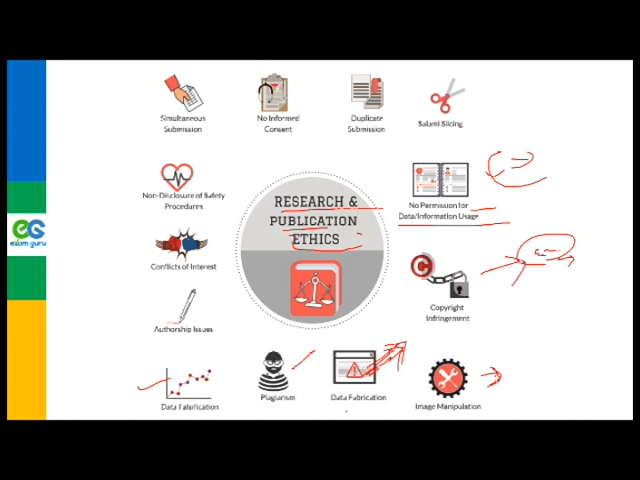 Simultaneous
Submission
No Informed
Consent
Duplicate
Submission
Salami Slicing
Non-Disclosure of Safety
Procedures
RESEARCH &
PUBLICATION
ETHICS
No Permission for
Data/Information Usage
eslum guru
Conflicts of Interest
Copyright
Infringement
Authorship Issues
Data Falsification
Plagiarism
Data Fabrication
Image Manipulation